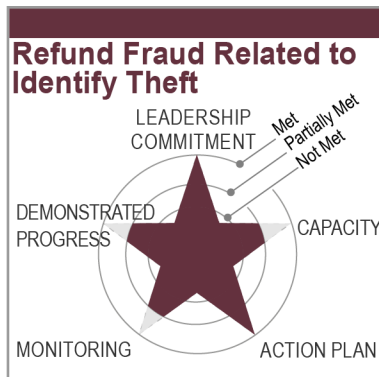 Refund Fraud Related to
Identify Theft
LEADERSHIP
COMMITMENT
Met
Partially Met
Not Met
DEMONSTRATED
PROGRESS
CAPACITY
MONITORING
ACTION PLAN